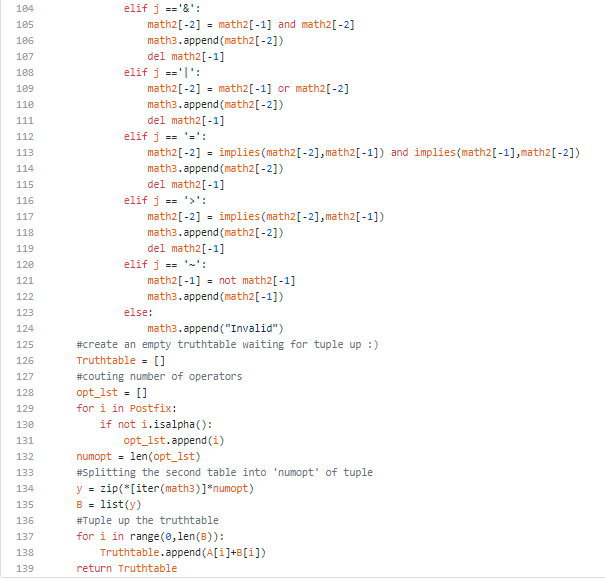 104 elif j =='&':
105 math2[-2] = math2[-1] and math2[-2]
106 math3.append(math2[-2])
107 del math2[-1]
108 elif j =='|':
109 math2[-2] = math2[-1] or math2[-2]
110 math3.append(math2[-2])
111 del math2[-1]
112 elif j == '=':
113 math2[-2] = implies(math2[-2],math2[-1]) and implies(math2[-1],math2[-2])
114 math3.append(math2[-2])
115 del math2[-1]
116 elif j == '>':
117 math2[-2] = implies(math2[-2],math2[-1])
118 math3.append(math2[-2])
119 del math2[-1]
120 elif j == '~':
121 math2[-1] = not math2[-1]
122 math3.append(math2[-1])
123 else:
124 math3.append("Invalid")
125 #create an empty truthtable waiting for tuple up :)
126 Truthtable = []
127 #couting number of operators
128 opt_lst = []
129 for i in Postfix:
130 if not i.isalpha():
131 opt_lst.append(i)
132 numopt = len(opt_lst)
133 #Splitting the second table into 'numopt' of tuple
134 y = zip(*[iter(math3)]*numopt)
135 B = list(y)
136 #Tuple up the truthtable
137 for i in range(0,len(B)):
138 Truthtable.append(A[i]+B[i])
139 return Truthtable